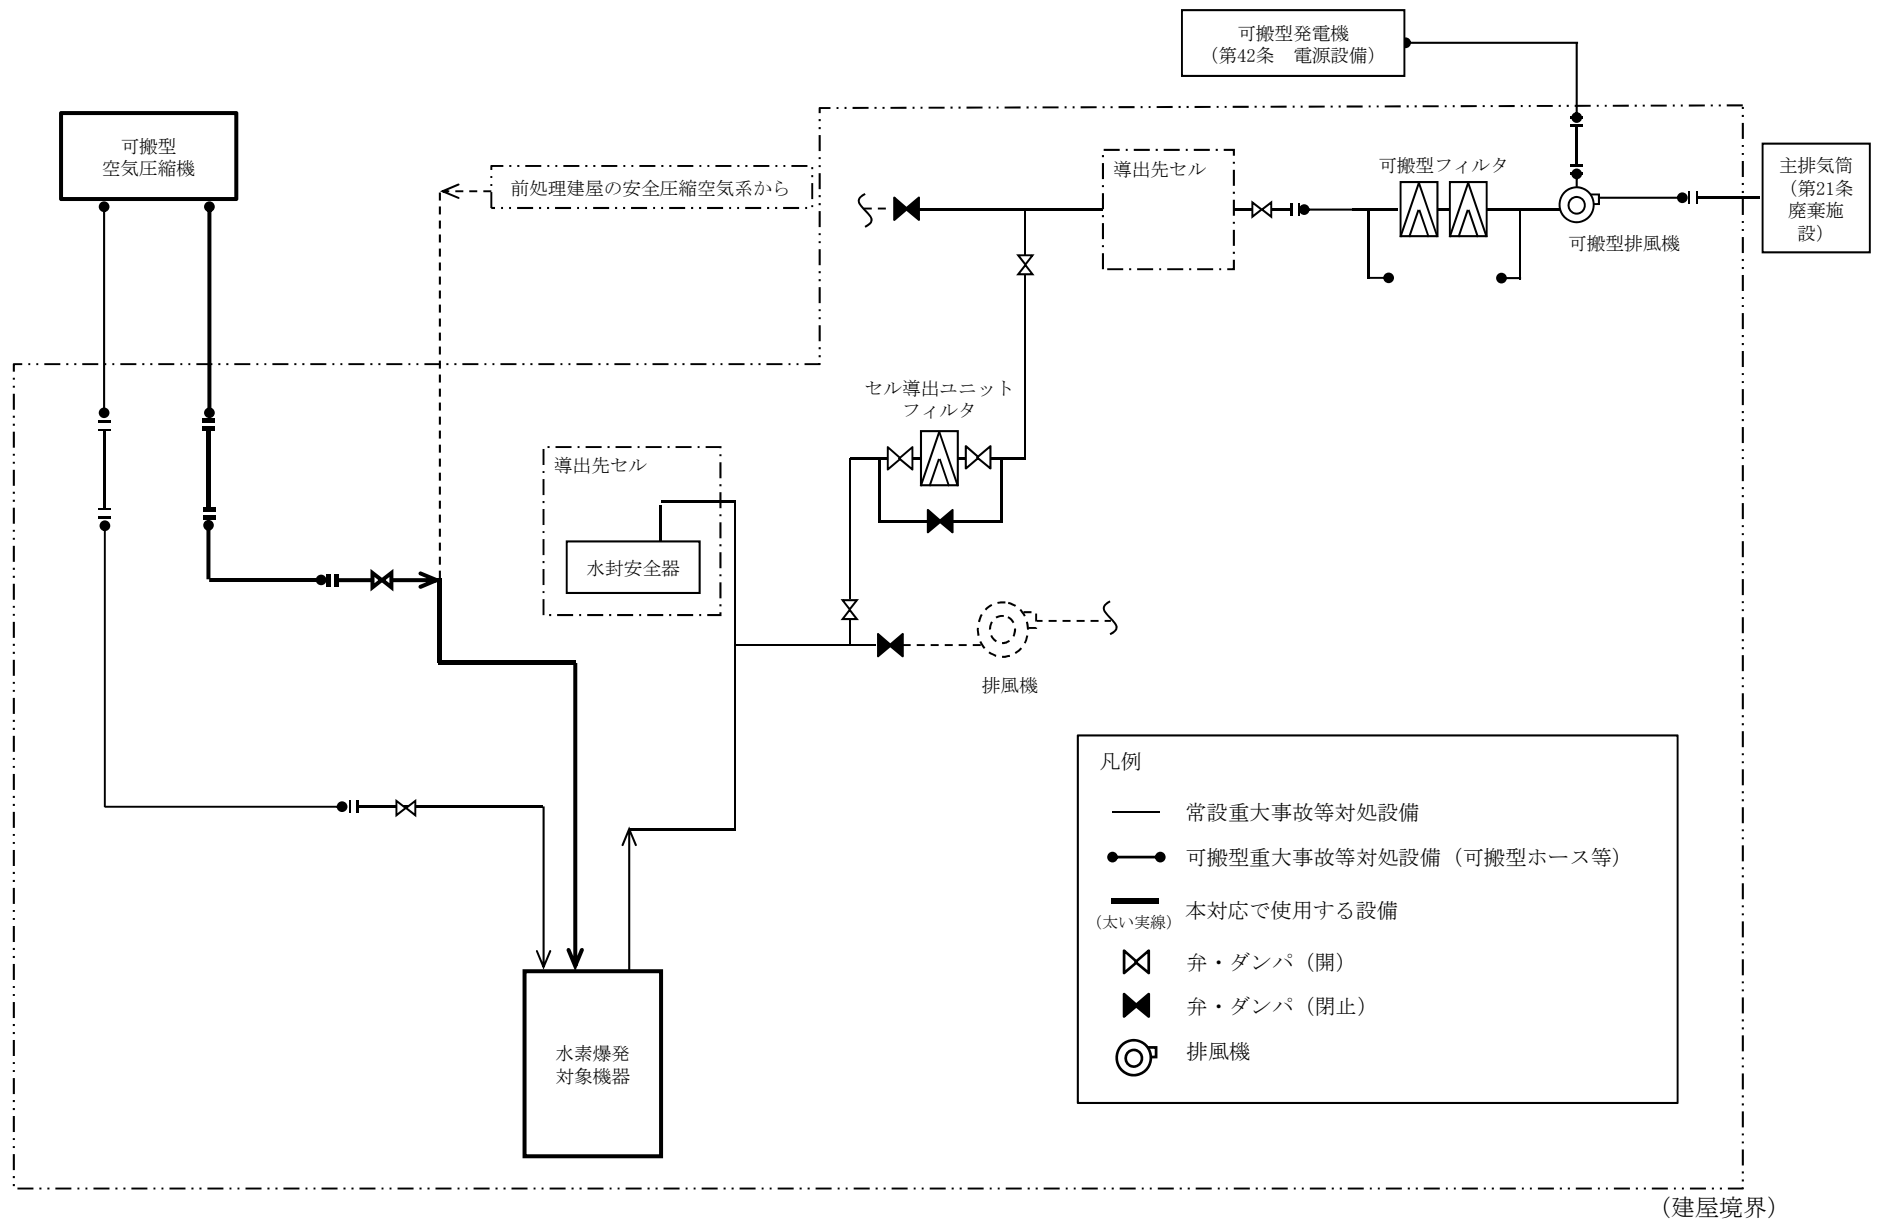 可搬型発電機
（第42条　電源設備）
可搬型
空気圧縮機
前処理建屋の安全圧縮空気系から
導出先セル
可搬型フィルタ
可搬型排風機
主排気筒
（第21条
廃棄施
設）
セル導出ユニット
フィルタ
導出先セル
水封安全器
排風機
水素爆発
対象機器
凡例
常設重大事故等対処設備
可搬型重大事故等対処設備（可搬型ホース等）
本対応で使用する設備
（太い実線）
弁・ダンパ（開）
弁・ダンパ（閉止）
排風機
（建屋境界）